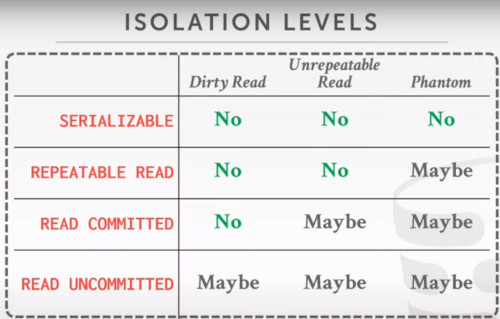 ISOLATION LEVELS
Dirty Read Unrepeatable Read Phantom
SERIALIZABLE No No No
REPEATABLE READ No No Maybe
READ COMMITTED No Maybe Maybe
READ UNCOMMITTED Maybe Maybe Maybe